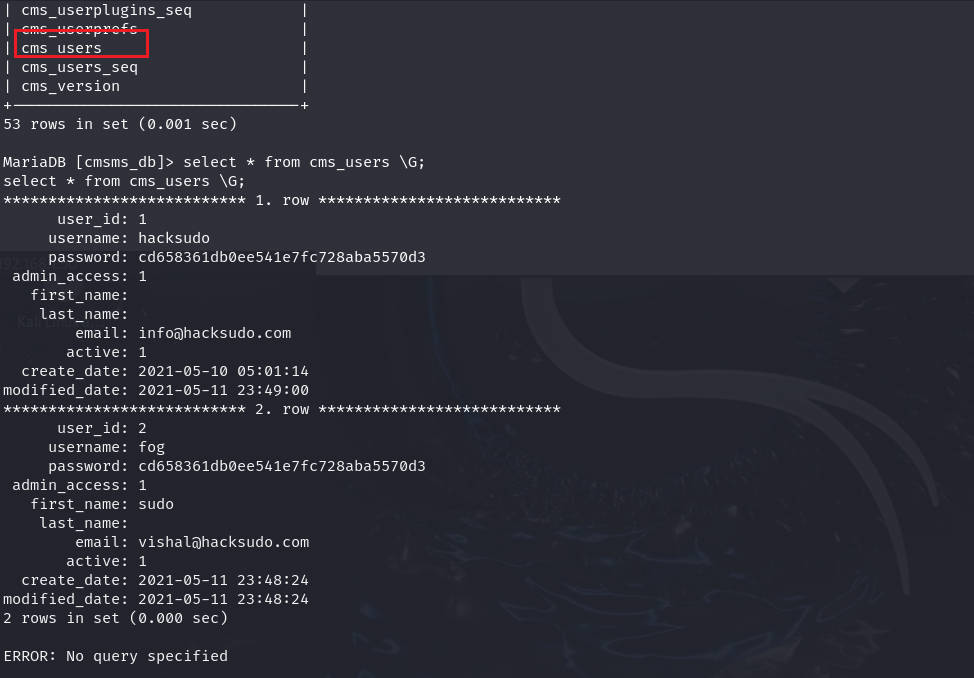 | cms_userplugins_seq            |
| cms_userprefs                  |
| cms_users                      |
| cms_users_seq                  |
| cms_version                    |
+--------------------------------+
53 rows in set (0.001 sec)
MariaDB [cmsms_db]> select * from cms_users \G;
select * from cms_users \G;
*************************** 1. row ***************************
      user_id: 1
     username: hacksudo
     password: cd658361db0ee541e7fc728aba5570d3
 admin_access: 1
   first_name:
    last_name:
        email: info@hacksudo.com
       active: 1
  create_date: 2021-05-10 05:01:14
modified_date: 2021-05-11 23:49:00
*************************** 2. row ***************************
      user_id: 2
     username: fog
     password: cd658361db0ee541e7fc728aba5570d3
 admin_access: 1
   first_name: sudo
    last_name:
        email: vishal@hacksudo.com
       active: 1
  create_date: 2021-05-11 23:48:24
modified_date: 2021-05-11 23:48:24
2 rows in set (0.000 sec)
ERROR: No query specified